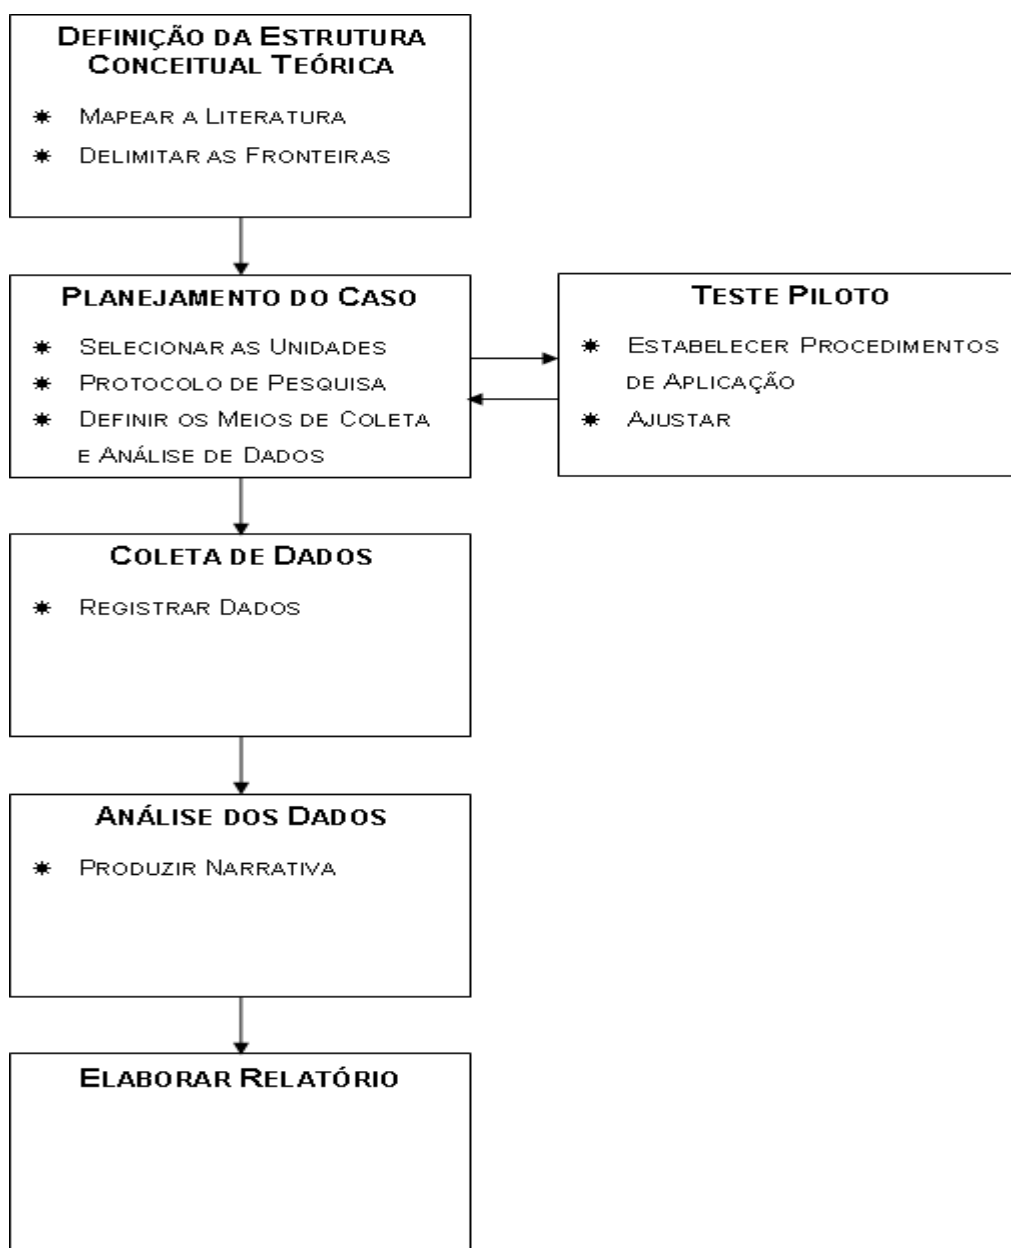 DEFINIÇÃO DA ESTRUTURA
CONCEITUAL TEÓRICA
MAPEAR A LITERATURA
DELIMITAR AS FRONTEIRAS
PLANEJAMENTO DO CASO
SELECIONAR AS UNIDADES
PROTOCOLO DE PESQUISA
DEFINIR OS MEIOS DE COLETA
E ANÁLISE DE DADOS
TESTE PILOTO
ESTABELECER PROCEDIMENTOS
DE APLICAÇÃO
AJUSTAR
COLETA DE DADOS
REGISTRAR DADOS
ANÁLISE DOS DADOS
PRODUZIR NARRATIVA
ELABORAR RELATÓRIO